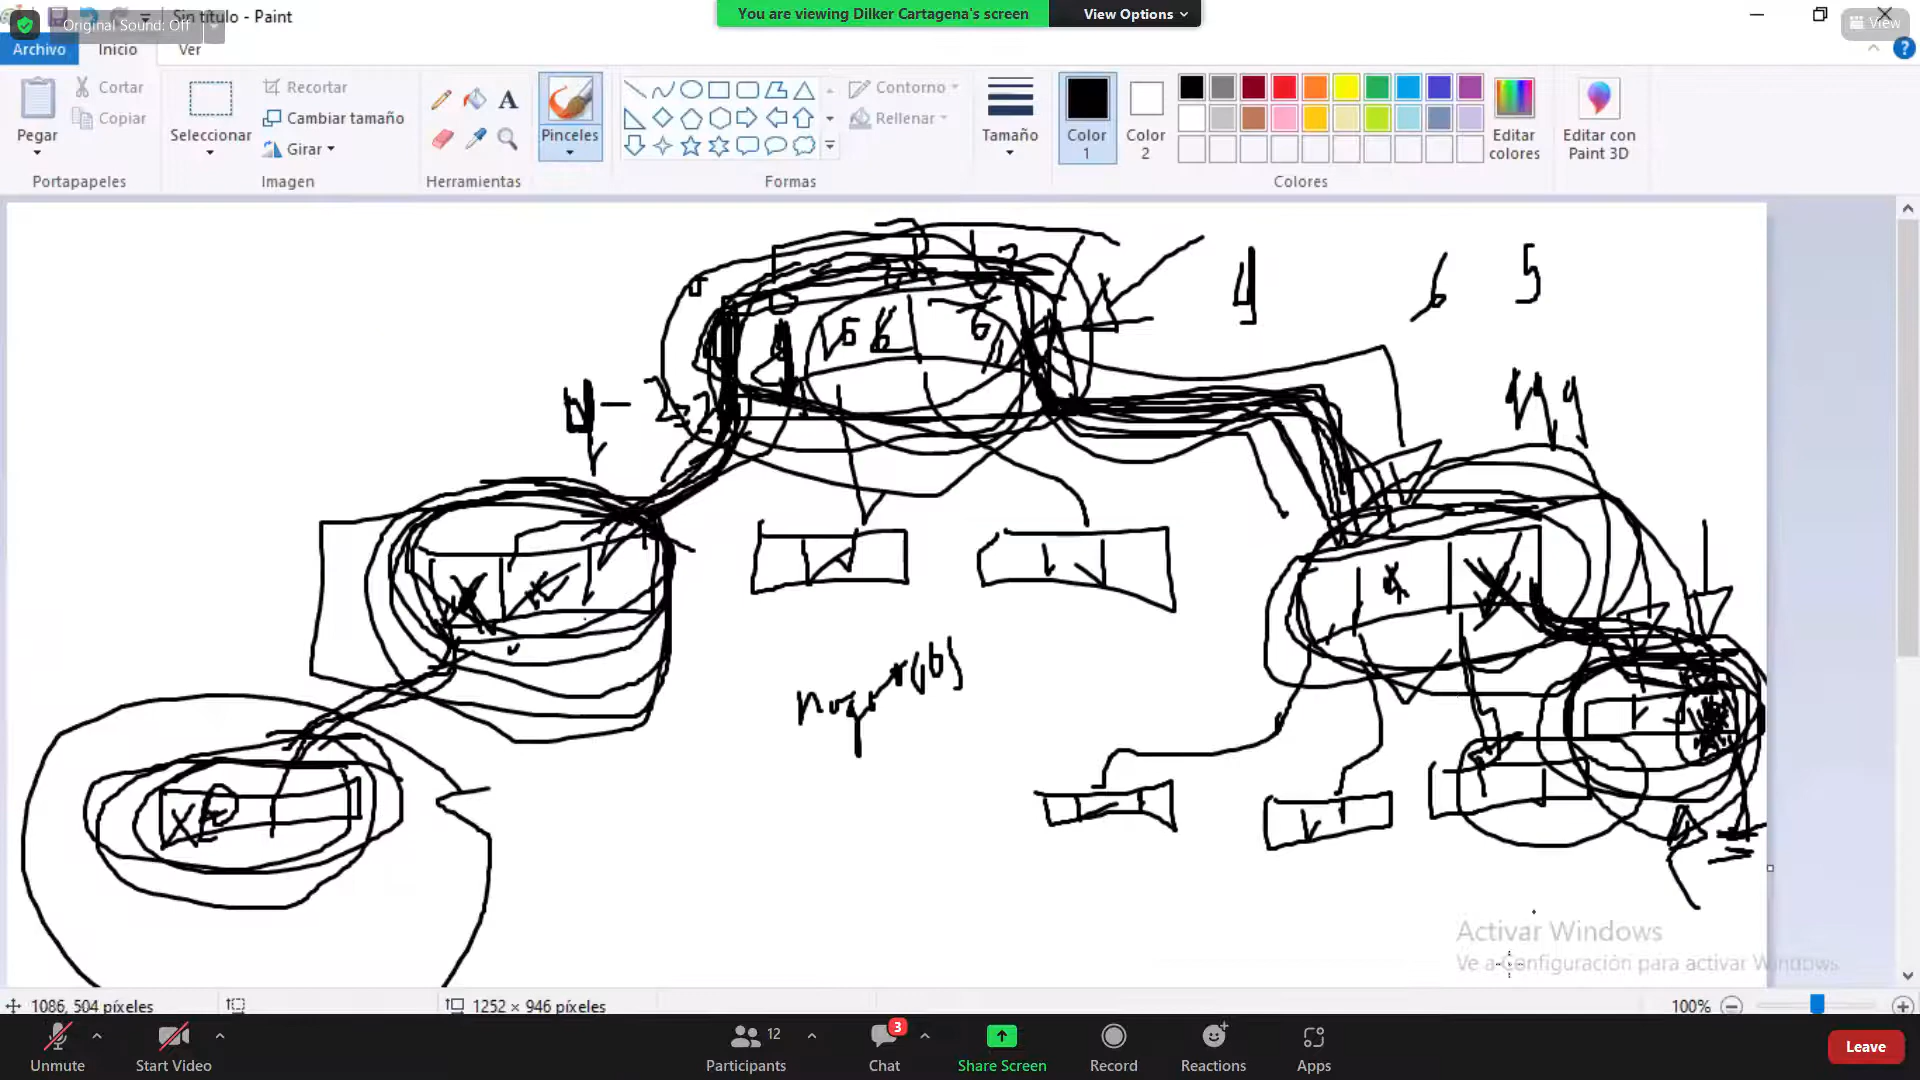 Original Sound: Off
Sin título - Paint
You are viewing Dilker Cartagena's screen
View Options
View
Archivo
Inicio
Ver
Pegar
Cortar
Copiar
Portapapeles
Seleccionar
Recortar
Cambiar tamaño
Girar
Imagen
Herramientas
Pinceles
Formas
Contorno
Rellenar
Tamaño
Color 1
Color 2
Colores
Editar colores
Editar con Paint 3D
6
5
6
6
Activar Windows
Ve a Configuración para activar Windows
1086, 504 píxeles
1252 × 946 píxeles
100%
Unmute
Start Video
12
Participants
3
Chat
Share Screen
Record
Reactions
Apps
Leave